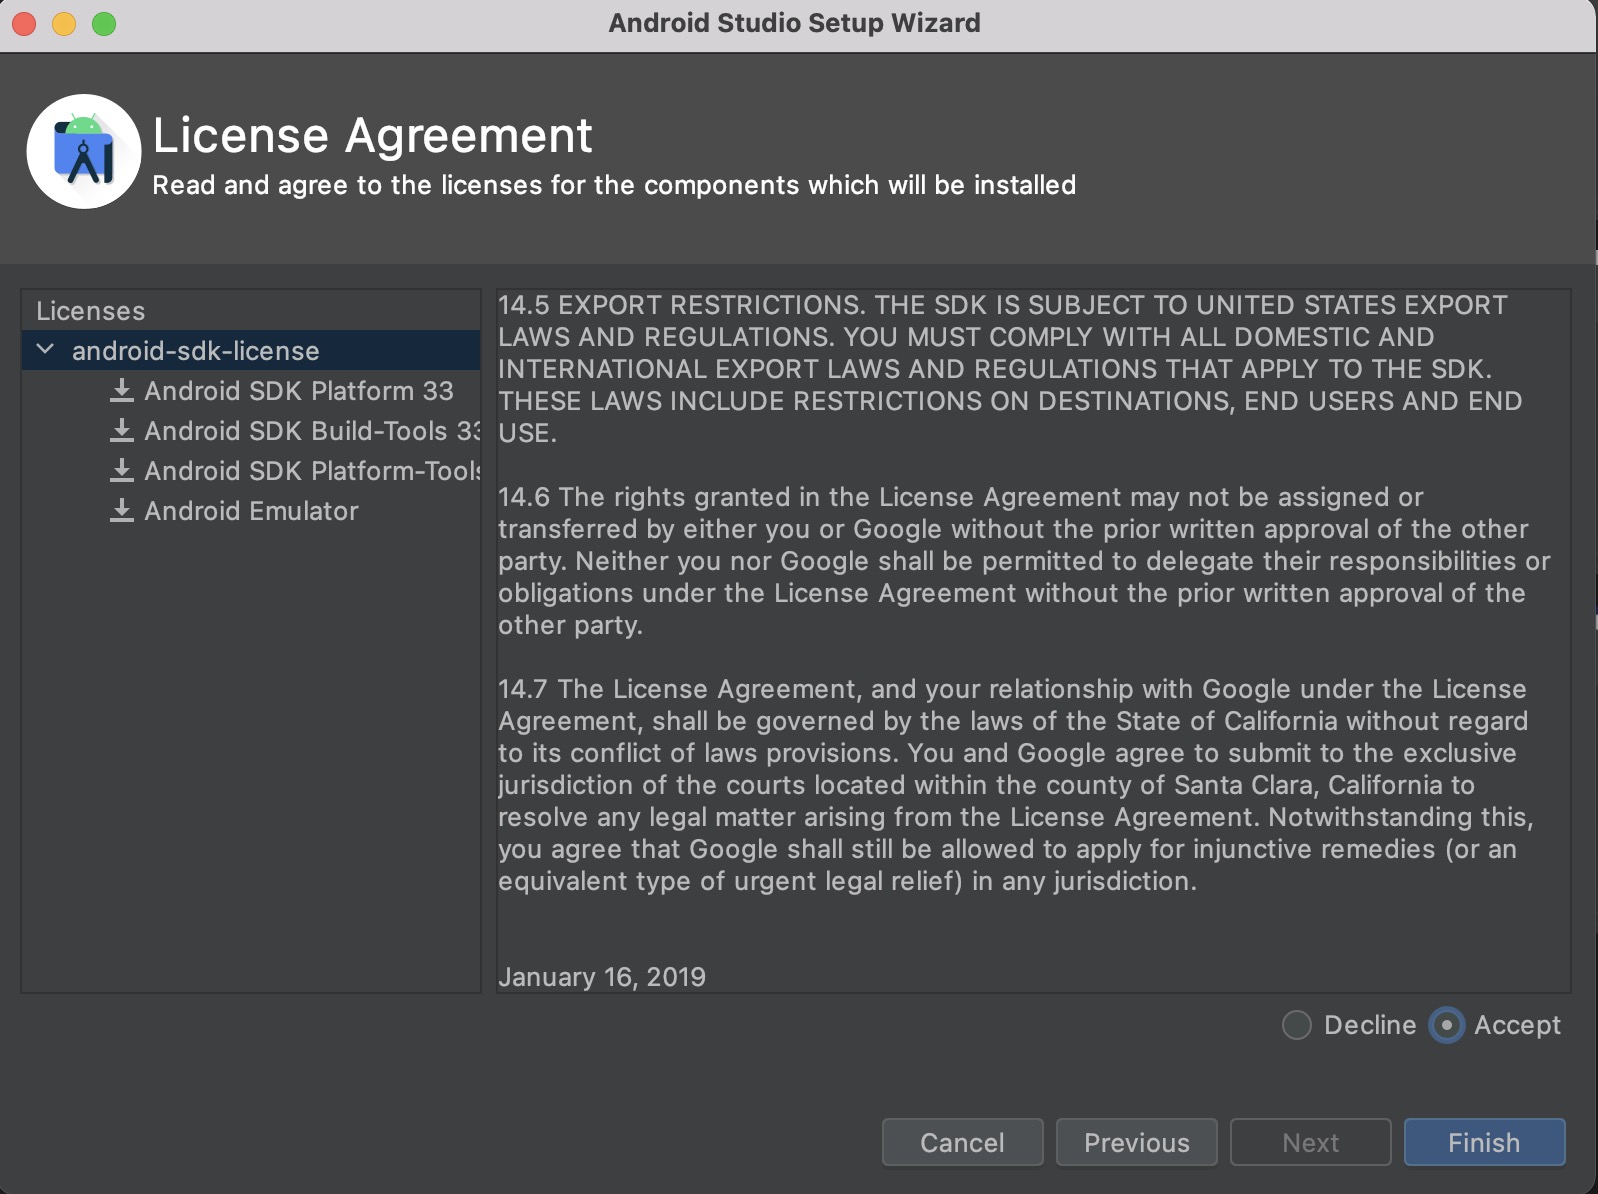 Android Studio Setup Wizard
License Agreement
Read and agree to the licenses for the components which will be installed
Licenses
android-sdk-license
Android SDK Platform 33
Android SDK Build-Tools 33
Android SDK Platform-Tools
Android Emulator
14.5 EXPORT RESTRICTIONS. THE SDK IS SUBJECT TO UNITED STATES EXPORT
LAWS AND REGULATIONS. YOU MUST COMPLY WITH ALL DOMESTIC AND
INTERNATIONAL EXPORT LAWS AND REGULATIONS THAT APPLY TO THE SDK.
THESE LAWS INCLUDE RESTRICTIONS ON DESTINATIONS, END USERS AND END
USE.
14.6 The rights granted in the License Agreement may not be assigned or
transferred by either you or Google without the prior written approval of the other
party. Neither you nor Google shall be permitted to delegate their responsibilities or
obligations under the License Agreement without the prior written approval of the
other party.
14.7 The License Agreement, and your relationship with Google under the License
Agreement, shall be governed by the laws of the State of California without regard
to its conflict of laws provisions. You and Google agree to submit to the exclusive
jurisdiction of the courts located within the county of Santa Clara, California to
resolve any legal matter arising from the License Agreement. Notwithstanding this,
you agree that Google shall still be allowed to apply for injunctive remedies (or an
equivalent type of urgent legal relief) in any jurisdiction.
January 16, 2019
Decline
Accept
Cancel
Previous
Next
Finish